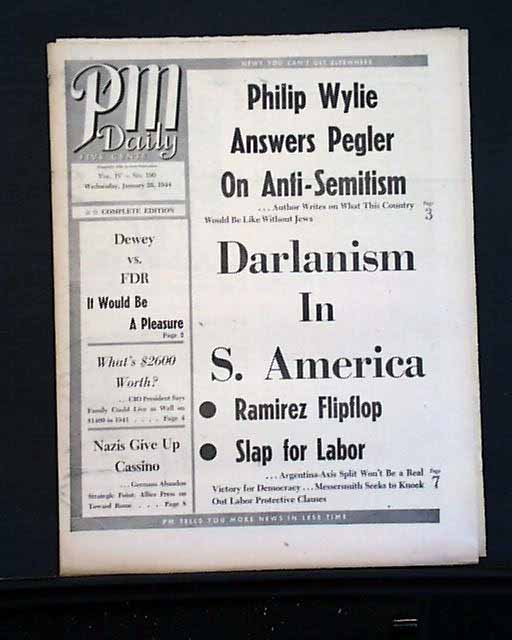 NEWS YOU CAN'T GET ELSEWHERE
PM
Daily
FIVE CENTS
Vol. IV — No. 190
Wednesday, January 26, 1944
☆☆ COMPLETE EDITION
Dewey
vs.
FDR
It Would Be
A Pleasure
Page 2
What's $2600
Worth?
. . . CIO President Says
Family Could Live as Well on
$1400 in 1941 . . . . Page 4
Nazis Give Up
Cassino
. . . Germans Abandon
Strategic Point; Allies Press on
Toward Rome . . . . Page 8
Philip Wylie
Answers Pegler
On Anti-Semitism
. . . Author Writes on What This Country
Would Be Like Without Jews
Page
3
Darlanism
In
S. America
● Ramirez Flipflop
● Slap for Labor
. . . Argentina-Axis Split Won't Be a Real
Victory for Democracy . . . Messersmith Seeks to Knock
Out Labor Protective Clauses
Page
7
PM TELLS YOU MORE NEWS IN LESS TIME